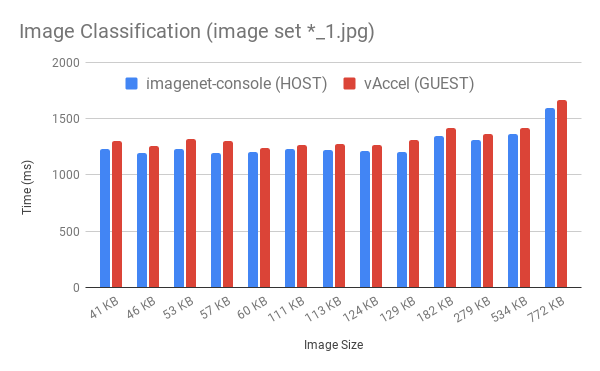 Image Classification (image set *_1.jpg)
imagenet-console (HOST) vAccel (GUEST)
2000
1500
1000
500
0
Time (ms)
41 KB 46 KB 53 KB 57 KB 60 KB 111 KB 113 KB 124 KB 129 KB 182 KB 279 KB 534 KB 772 KB
Image Size